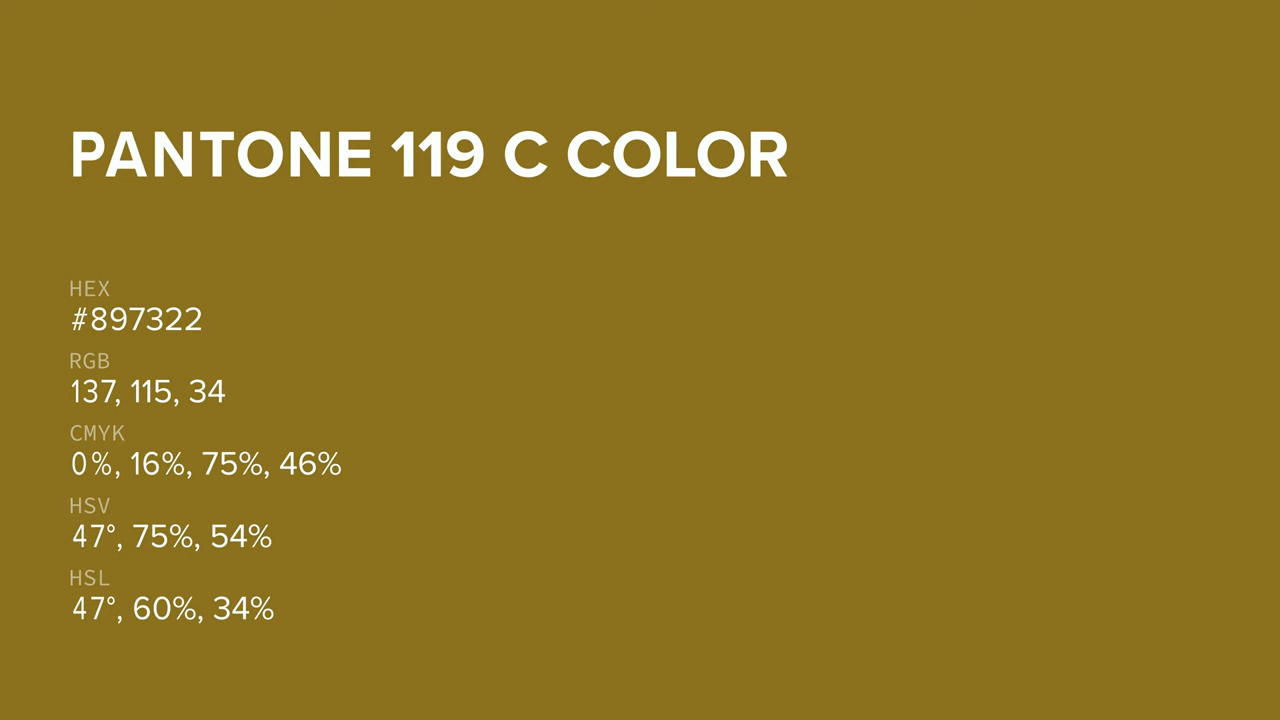 PANTONE 119 C COLOR
HEX
#897322
RGB
137, 115, 34
CMYK
0%, 16%, 75%, 46%
HSV
47°, 75%, 54%
HSL
47°, 60%, 34%